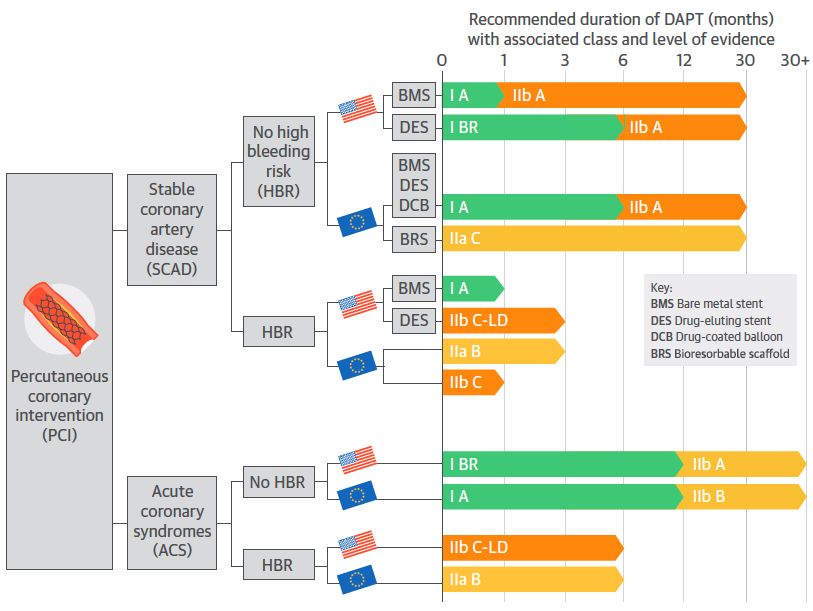 Recommended duration of DAPT (months)
with associated class and level of evidence
0 1 3 6 12 30 30+
Percutaneous
coronary
intervention
(PCI)
Stable
coronary
artery
disease
(SCAD)
No high
bleeding
risk
(HBR)
BMS
I A IIb A
DES
I BR IIb A
BMS
DES
DCB
I A IIb A
BRS
IIa C
HBR
BMS
I A
DES
IIb C-LD
IIa B
IIb C
Key:
BMS Bare metal stent
DES Drug-eluting stent
DCB Drug-coated balloon
BRS Bioresorbable scaffold
Acute
coronary
syndromes
(ACS)
No HBR
I BR IIb A
I A IIb B
HBR
IIb C-LD
IIa B